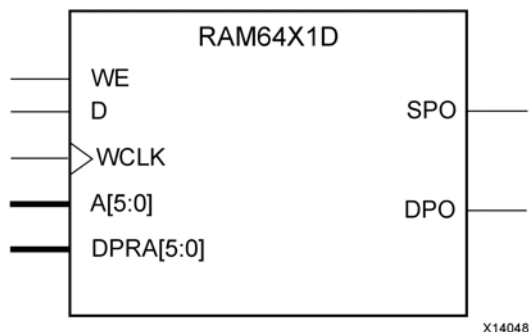 RAM64X1D
WE
D
SPO
WCLK
A[5:0]
DPO
DPRA[5:0]
X14048